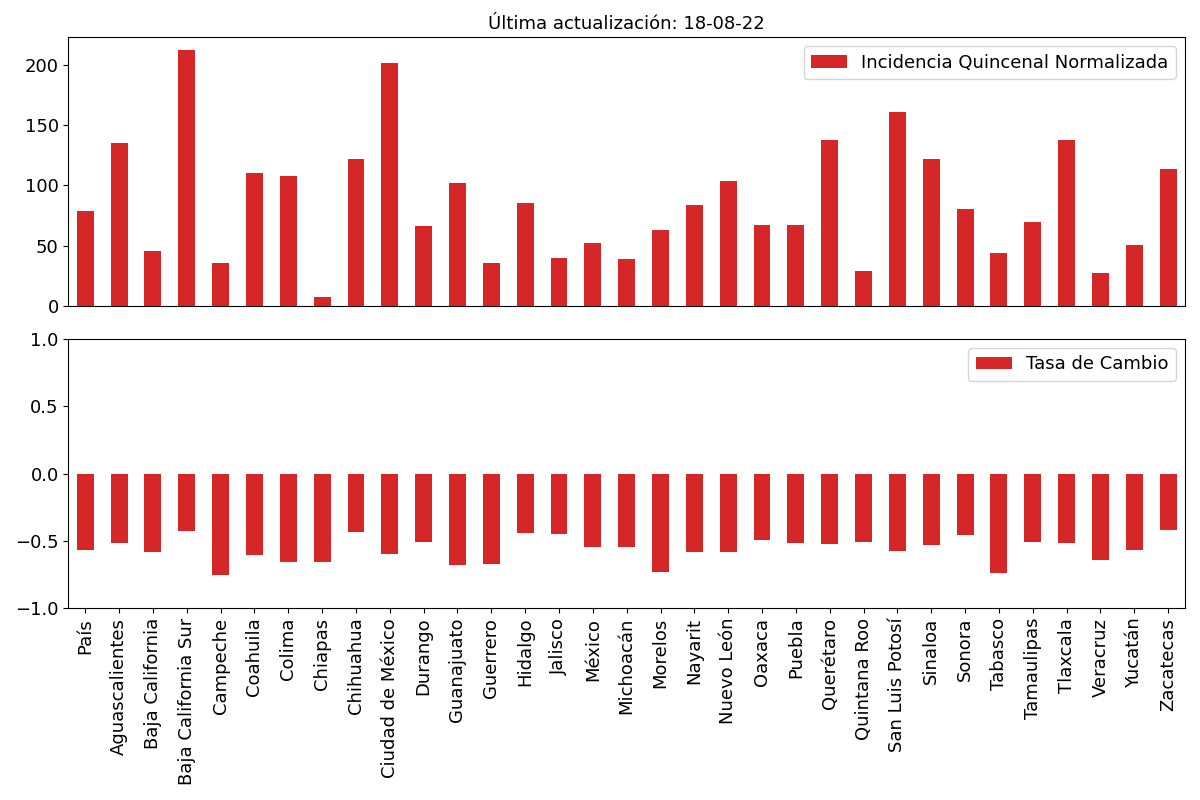 Última actualización: 18-08-22
Incidencia Quincenal Normalizada
200
150
100
50
0
Tasa de Cambio
1.0
0.5
0.0
−0.5
−1.0
País
Aguascalientes
Baja California
Baja California Sur
Campeche
Coahuila
Colima
Chiapas
Chihuahua
Ciudad de México
Durango
Guanajuato
Guerrero
Hidalgo
Jalisco
México
Michoacán
Morelos
Nayarit
Nuevo León
Oaxaca
Puebla
Querétaro
Quintana Roo
San Luis Potosí
Sinaloa
Sonora
Tabasco
Tamaulipas
Tlaxcala
Veracruz
Yucatán
Zacatecas